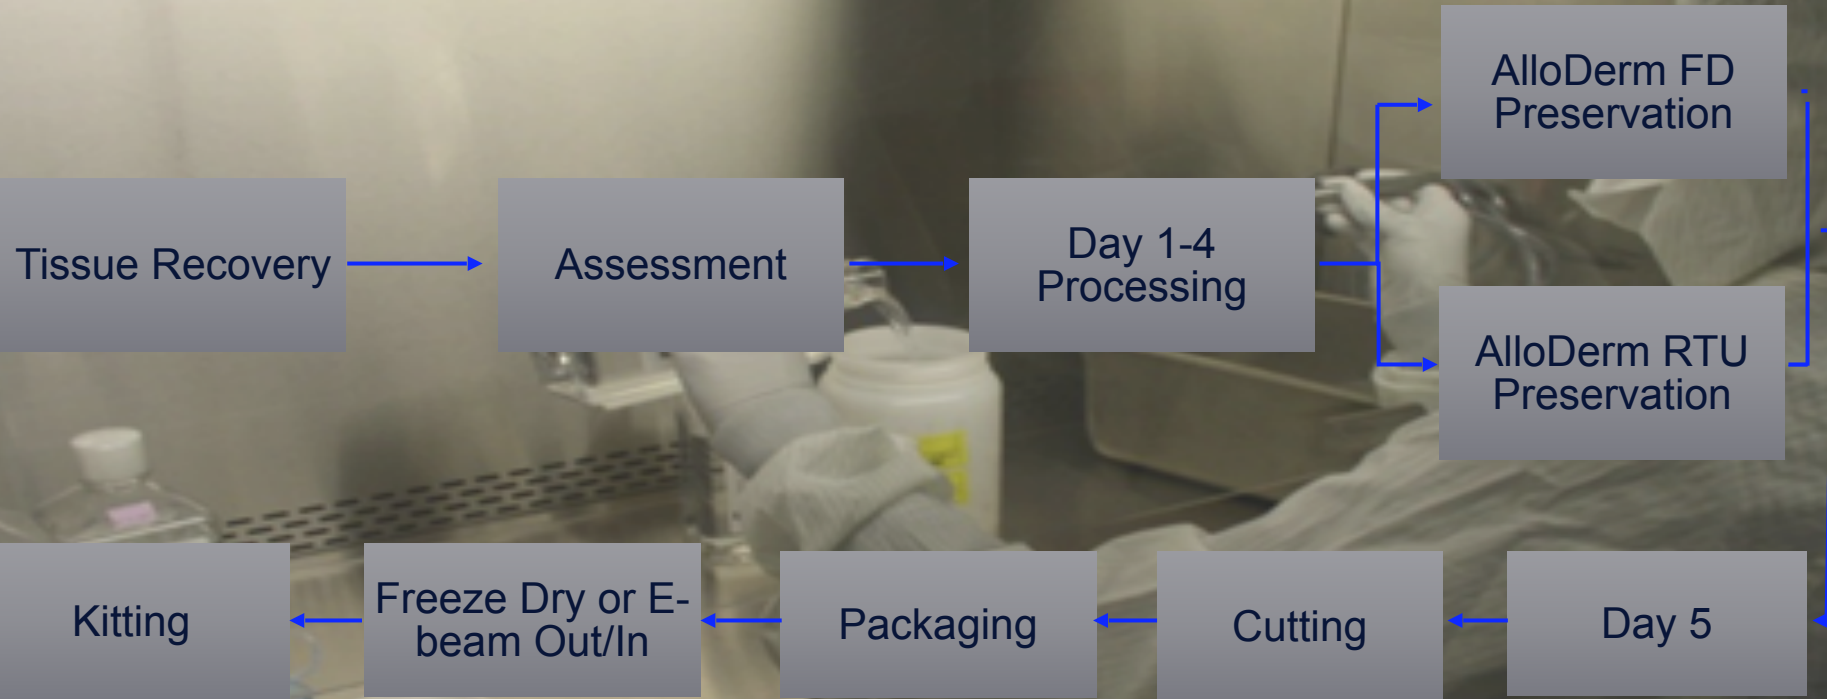 AlloDerm FD
Preservation
Tissue Recovery
Assessment
Day 1-4
Processing
AlloDerm RTU
Preservation
Kitting
Freeze Dry or E-
beam Out/In
Packaging
Cutting
Day 5